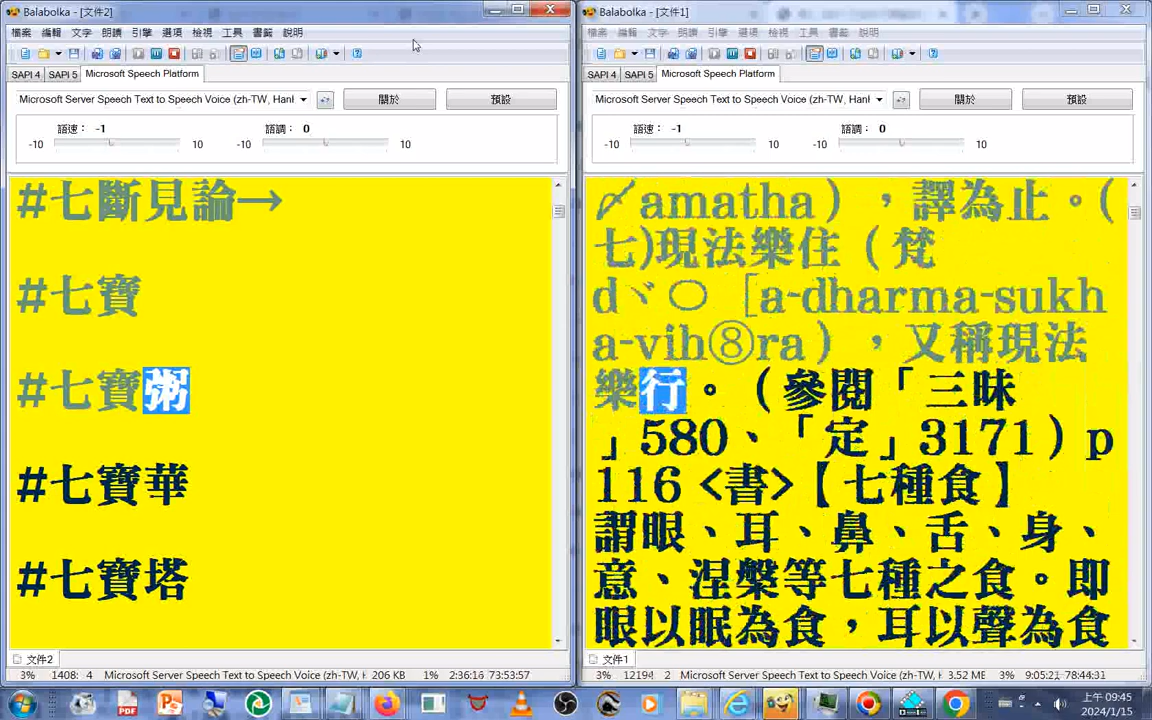 Balabolka - [文件2]
檔案 編輯 文字 朗讀 引擎 選項 檢視 工具 書籤 說明
SAPI 4 SAPI 5 Microsoft Speech Platform
Microsoft Server Speech Text to Speech Voice (zh-TW, HanH
關於 預設
語速： -1 語調： 0
-10 10 -10 10
#七斷見論→
#七寶
#七寶粥
#七寶華
#七寶塔
文件2
3% 1408: 4 Microsoft Server Speech Text to Speech Voice (zh-TW, H 206 KB 1% 2:36:16 73:53:57
Balabolka - [文件1]
檔案 編輯 文字 朗讀 引擎 選項 檢視 工具 書籤 說明
SAPI 4 SAPI 5 Microsoft Speech Platform
Microsoft Server Speech Text to Speech Voice (zh-TW, HanH
關於 預設
語速： -1 語調： 0
-10 10 -10 10
〆amatha），譯為止。(
七)現法樂住（梵
dヾ〇［a-dharma-sukh
a-vih⑧ra），又稱現法
樂行。（參閱「三昧
」580、「定」3171）p
116 <書>【七種食】
謂眼、耳、鼻、舌、身、
意、涅槃等七種之食。即
眼以眠為食，耳以聲為食
文件1
3% 12194: 2 Microsoft Server Speech Text to Speech Voice (zh-TW, H 3.52 MB 3% 9:05:21 78:44:31
上午 09:45
2024/1/15